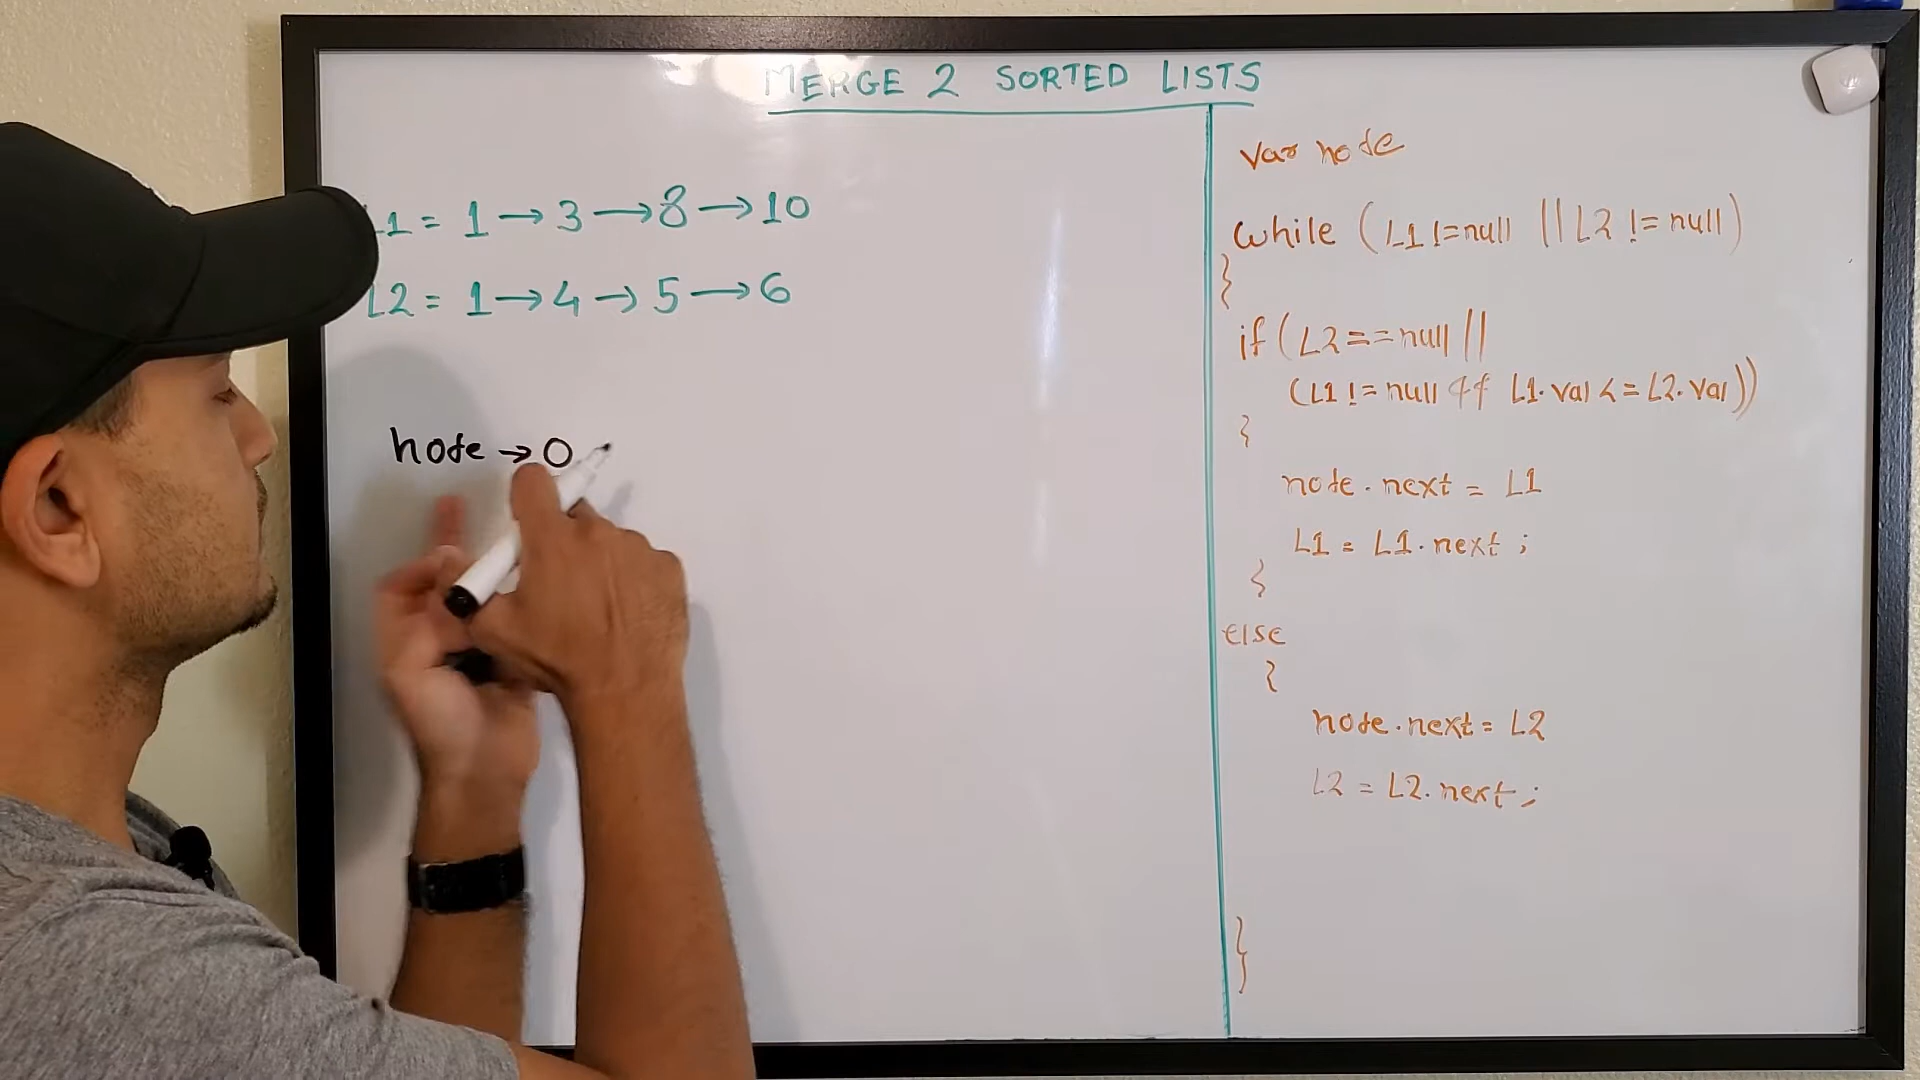 MERGE 2 SORTED LISTS
L1 = 1 → 3 → 8 → 10
L2 = 1 → 4 → 5 → 6
node → 0
var node
while (L1 != null || L2 != null)
{
if (L2 == null ||
(L1 != null && L1.val <= L2.val))
{
node.next = L1
L1 = L1.next ;
}
else
{
node.next = L2
L2 = L2.next ;
}